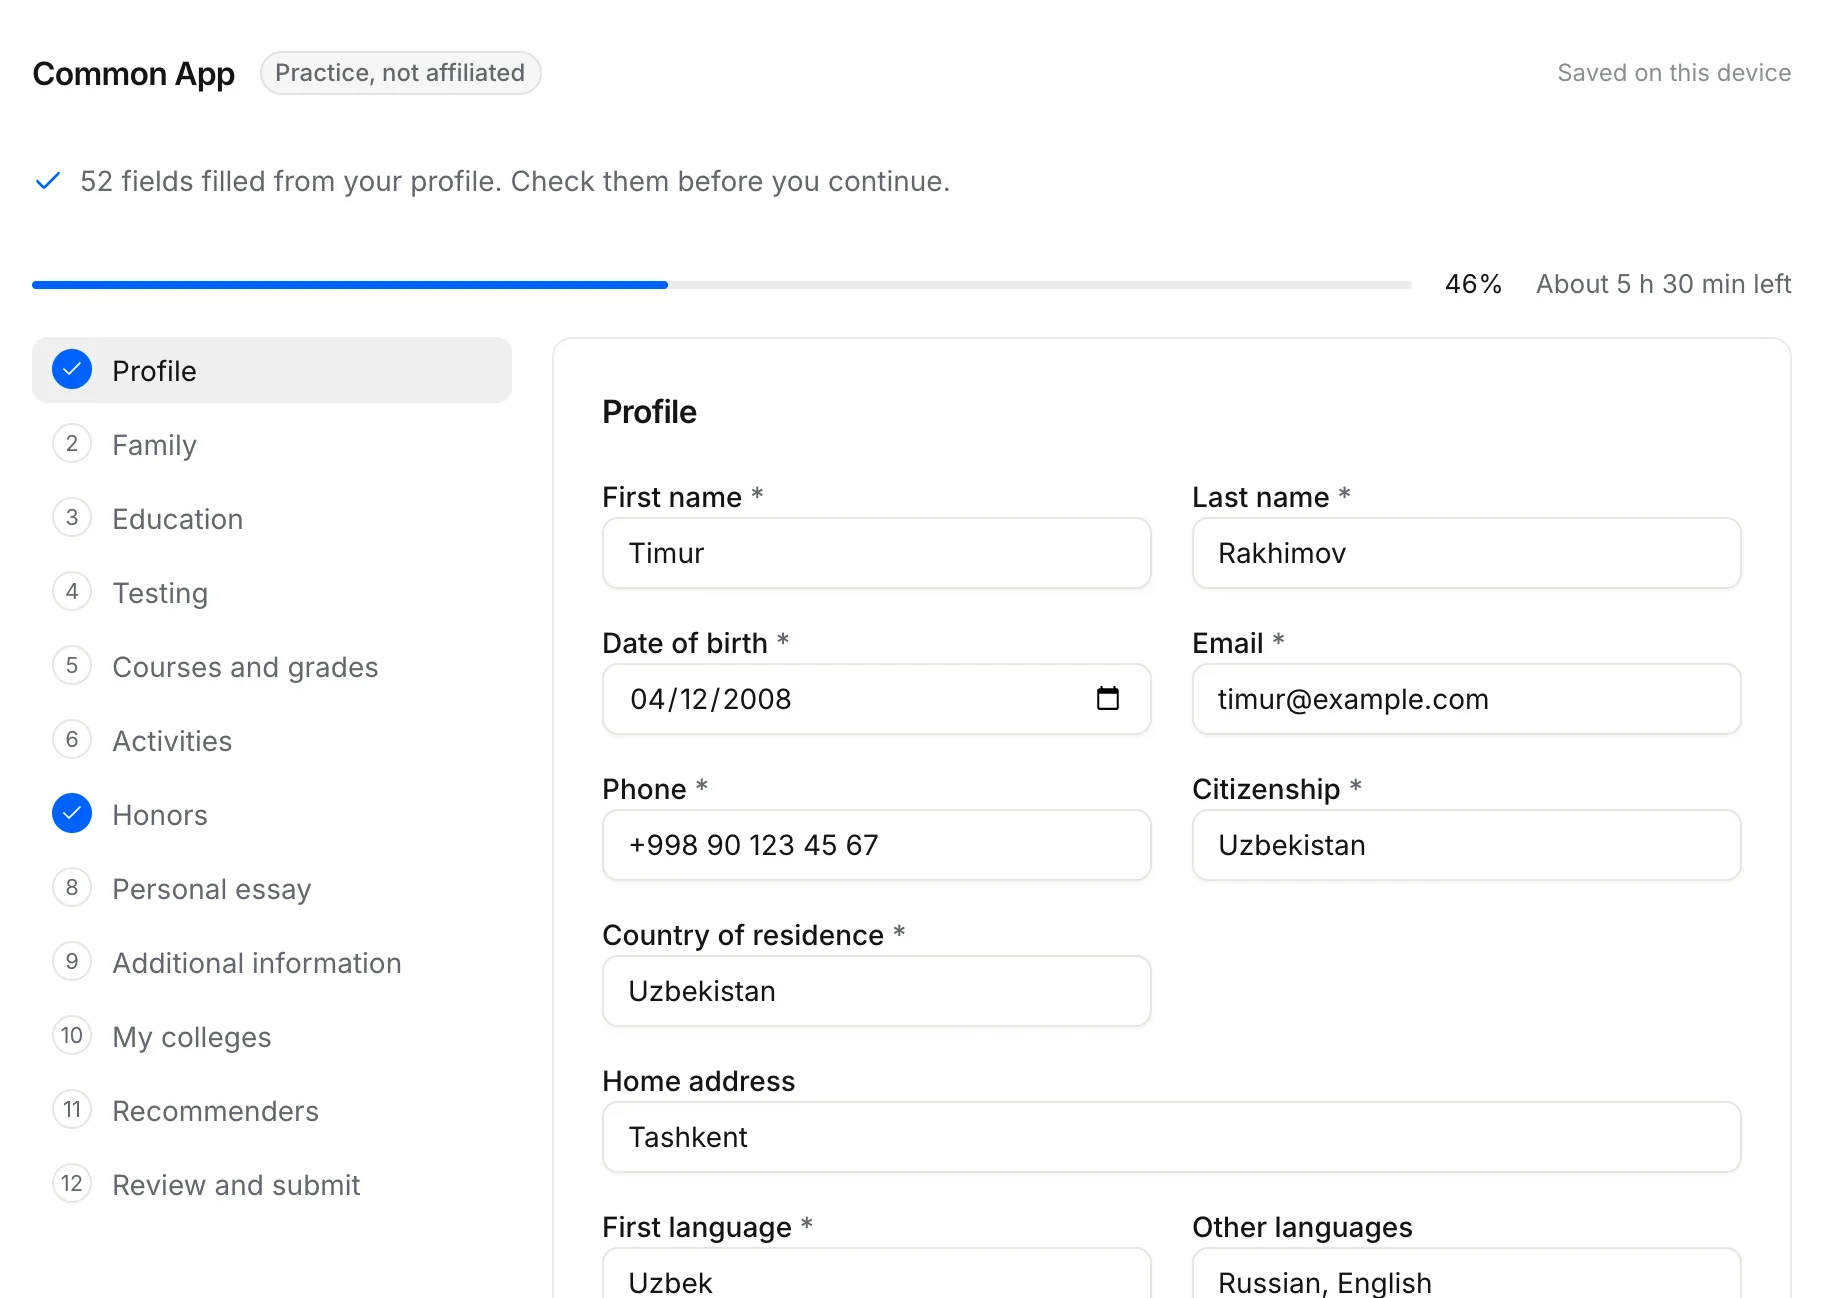 Common App
Practice, not affiliated
Saved on this device
52 fields filled from your profile. Check them before you continue.
46%
About 5 h 30 min left
Profile
2 Family
3 Education
4 Testing
5 Courses and grades
6 Activities
Honors
8 Personal essay
9 Additional information
10 My colleges
11 Recommenders
12 Review and submit
Profile
First name *
Timur
Last name *
Rakhimov
Date of birth *
04/12/2008
Email *
timur@example.com
Phone *
+998 90 123 45 67
Citizenship *
Uzbekistan
Country of residence *
Uzbekistan
Home address
Tashkent
First language *
Uzbek
Other languages
Russian, English